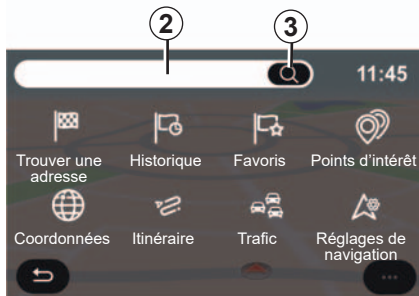 2
3
11:45
Trouver une
adresse
Historique
Favoris
Points d'intérêt
Coordonnées
Itinéraire
Trafic
Réglages de
navigation